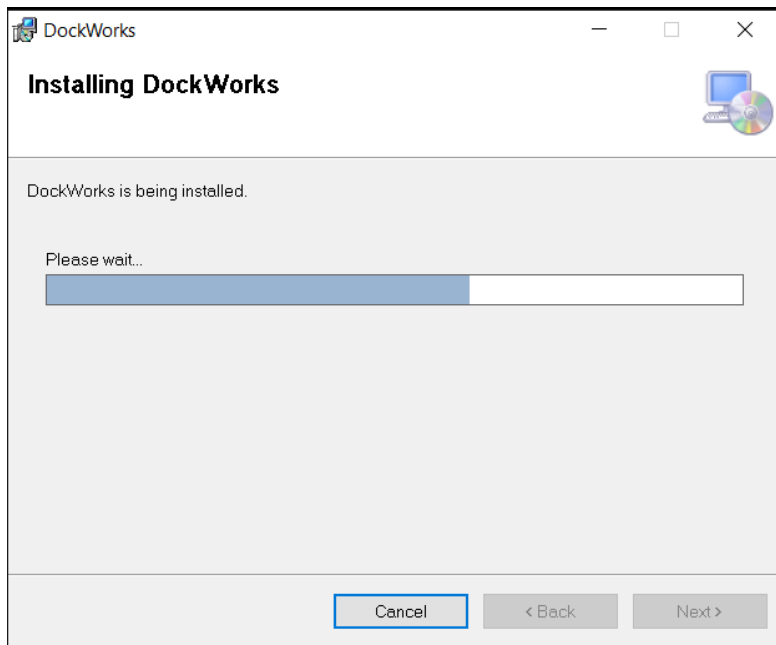 DockWorks
Installing DockWorks
DockWorks is being installed.
Please wait...
Cancel
< Back
Next >